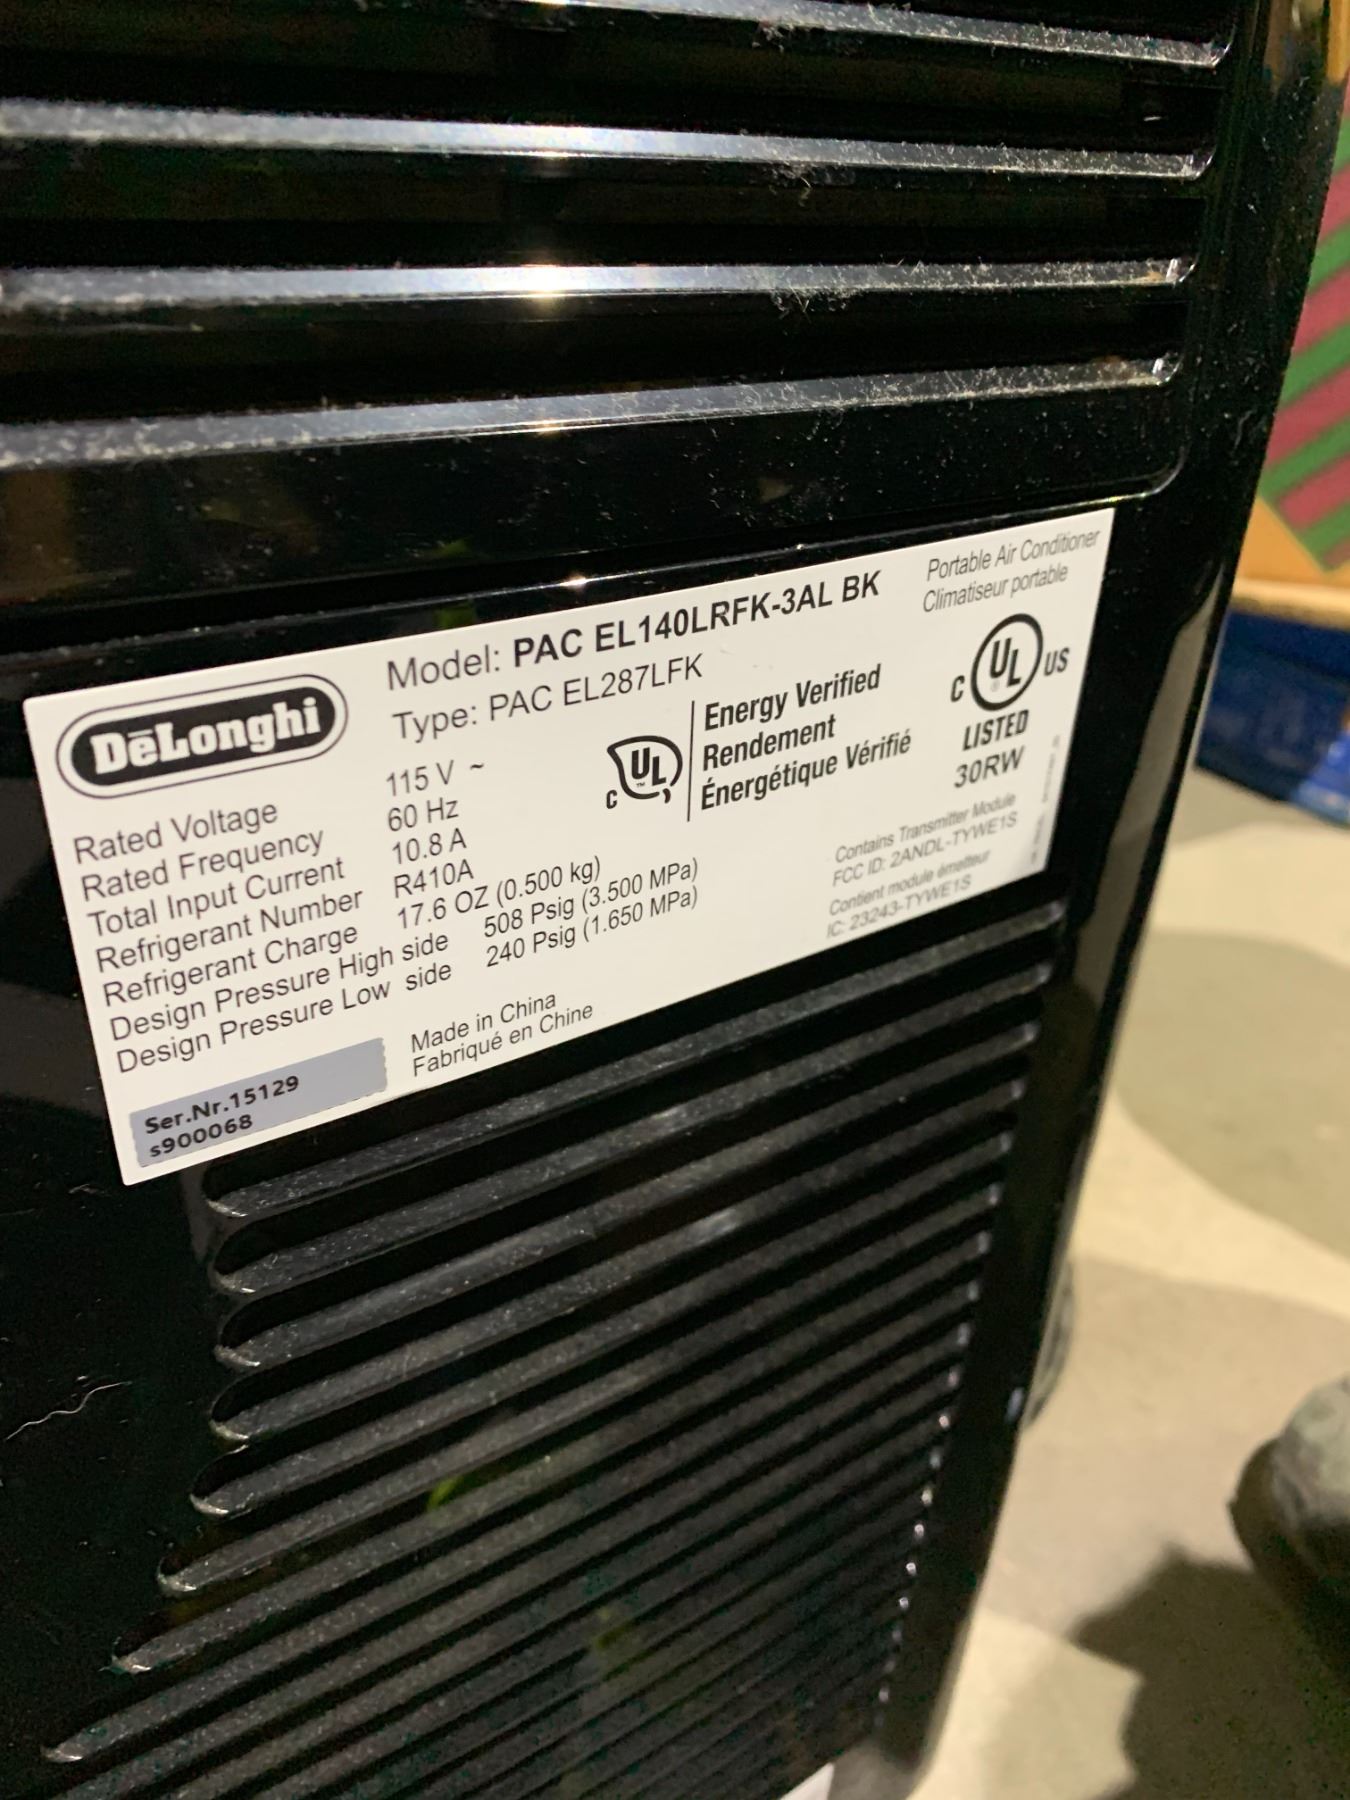 DeLonghi
Model: PAC EL140LRFK-3AL BK
Type: PAC EL287LFK
Portable Air Conditioner
Climatiseur portable
Rated Voltage 115 V ~
Rated Frequency 60 Hz
Total Input Current 10.8 A
Refrigerant Number R410A
Refrigerant Charge 17.6 OZ (0.500 kg)
Design Pressure High side 508 Psig (3.500 MPa)
Design Pressure Low side 240 Psig (1.650 MPa)
C UL ™
Energy Verified
Rendement
Énergétique Vérifié
C UL ® US
LISTED
30RW
Contains Transmitter Module
FCC ID: 2ANDL-TYWE1S
Contient module émetteur
IC: 23243-TYWE1S
Made in China
Fabriqué en Chine
Ser.Nr.15129
s900068